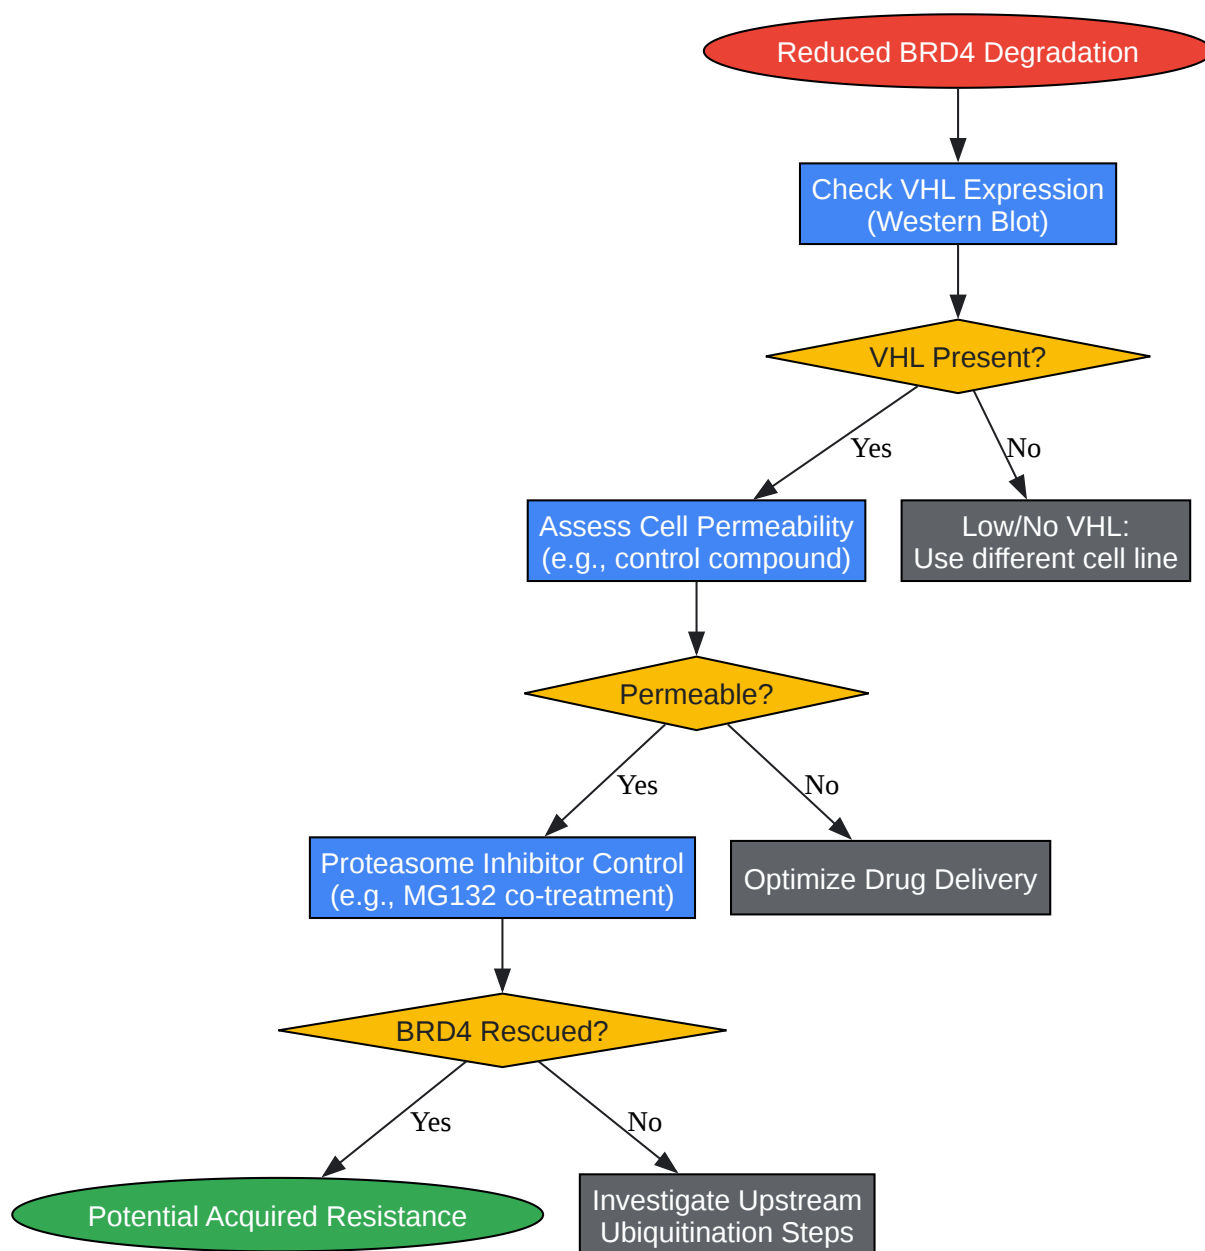 Reduced BRD4 Degradation
Check VHL Expression
(Western Blot)
VHL Present?
Yes
No
Assess Cell Permeability
(e.g., control compound)
Low/No VHL:
Use different cell line
Permeable?
Yes
No
Proteasome Inhibitor Control
(e.g., MG132 co-treatment)
Optimize Drug Delivery
BRD4 Rescued?
Yes
No
Potential Acquired Resistance
Investigate Upstream
Ubiquitination Steps